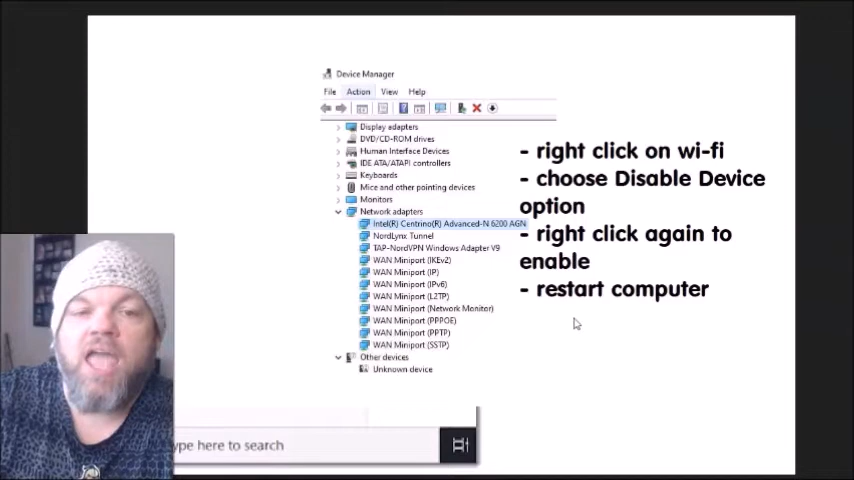 Device Manager
File Action View Help
Display adapters
DVD/CD-ROM drives
Human Interface Devices
IDE ATA/ATAPI controllers
Keyboards
Mice and other pointing devices
Monitors
Network adapters
Intel(R) Centrino(R) Advanced-N 6200 AGN
NordLynx Tunnel
TAP-NordVPN Windows Adapter V9
WAN Miniport (IKEv2)
WAN Miniport (IP)
WAN Miniport (IPv6)
WAN Miniport (L2TP)
WAN Miniport (Network Monitor)
WAN Miniport (PPPOE)
WAN Miniport (PPTP)
WAN Miniport (SSTP)
Other devices
Unknown device
- right click on wi-fi
- choose Disable Device
option
- right click again to
enable
- restart computer
ype here to search